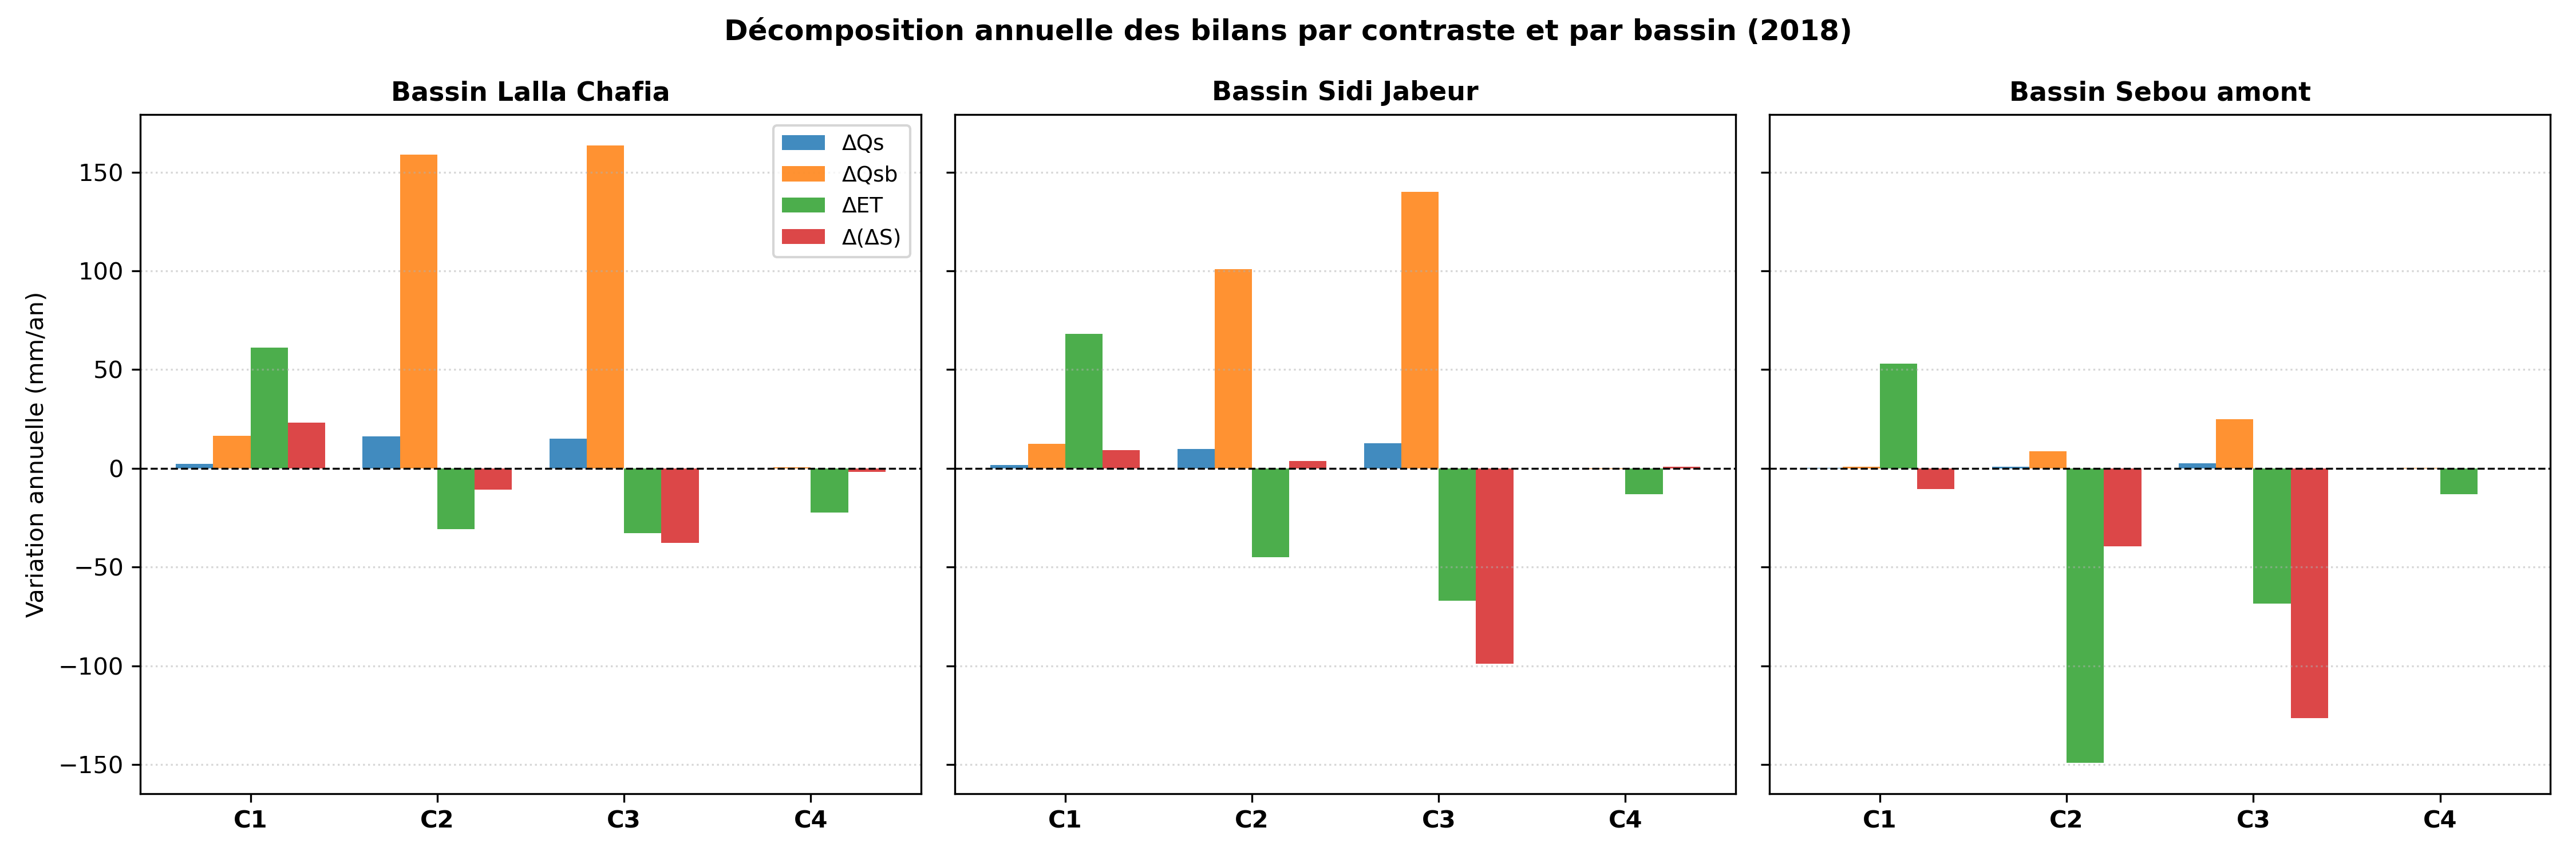 Décomposition annuelle des bilans par contraste et par bassin (2018)
Bassin Lalla Chafia
Bassin Sidi Jabeur
Bassin Sebou amont
Variation annuelle (mm/an)
150
100
50
0
−50
−100
−150
ΔQs
ΔQsb
ΔET
Δ(ΔS)
C1 C2 C3 C4
C1 C2 C3 C4
C1 C2 C3 C4